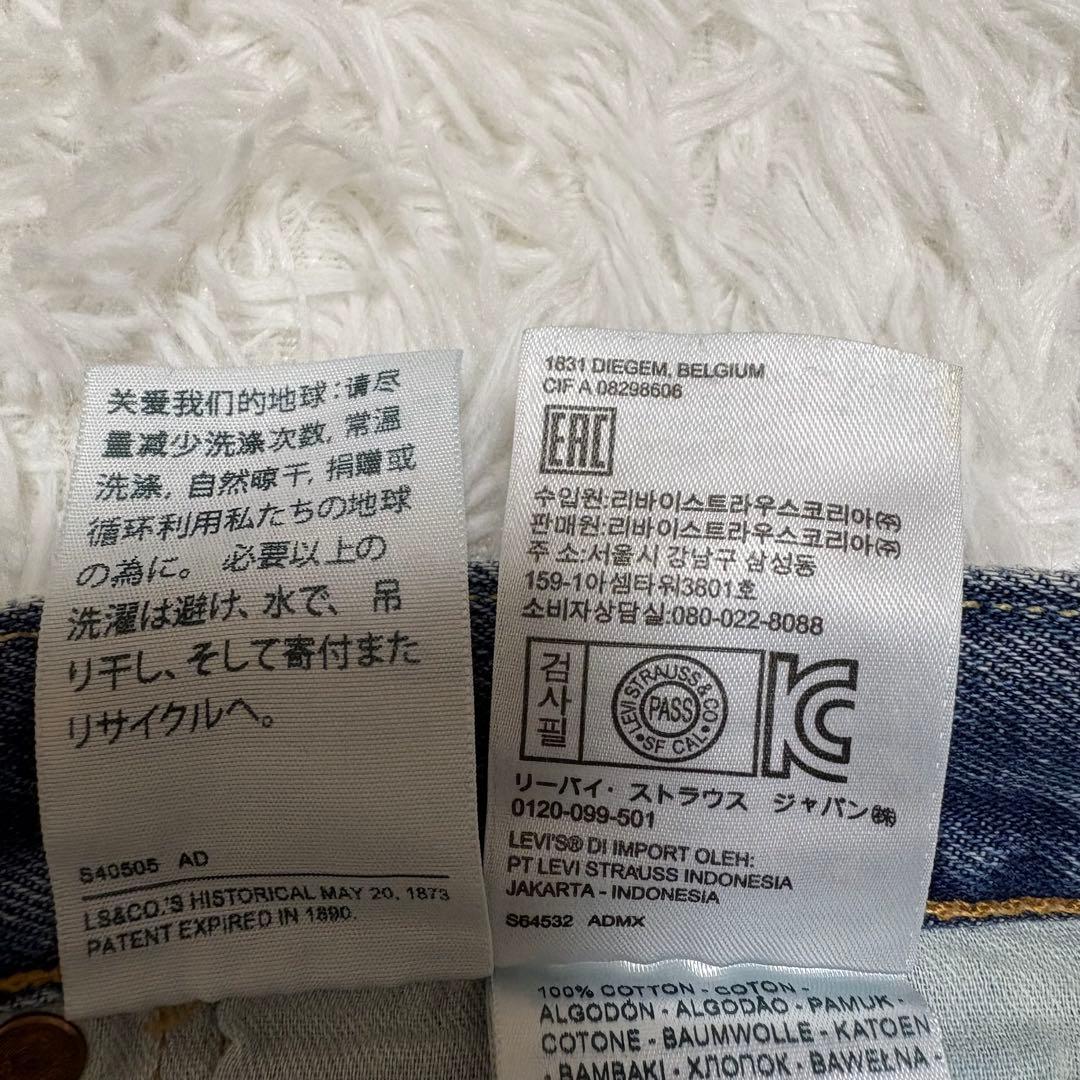 关爱我们的地球:请尽
量减少洗涤次数,常温
洗涤,自然晾干,捐赠或
循环利用私たちの地球
の為に。必要以上の
洗濯は避け、水で、吊
り干し、そして寄付また
リサイクルへ。
S40505 AD
LS&CO.'S HISTORICAL MAY 20, 1873
PATENT EXPIRED IN 1890.
1831 DIEGEM, BELGIUM
CIF A 08298606
EAC
수입원:리바이스트라우스코리아㈜
판매원:리바이스트라우스코리아㈜
주 소:서울시 강남구 삼성동
159-1아셈타워3801호
소비자상담실:080-022-8088
검사필
LEVI STRAUSS & CO
PASS
SF CAL
KC
リーバイ・ストラウス ジャパン㈱
0120-099-501
LEVI'S® DI IMPORT OLEH:
PT LEVI STRAUSS INDONESIA
JAKARTA - INDONESIA
S64532 ADMX
100% COTTON - COTON -
ALGODÓN - ALGODÃO - PAMUK -
COTONE - BAUMWOLLE - KATOEN
- ΒΑΜΒΑΚΙ - ХЛОПОК - BAWEŁNA -